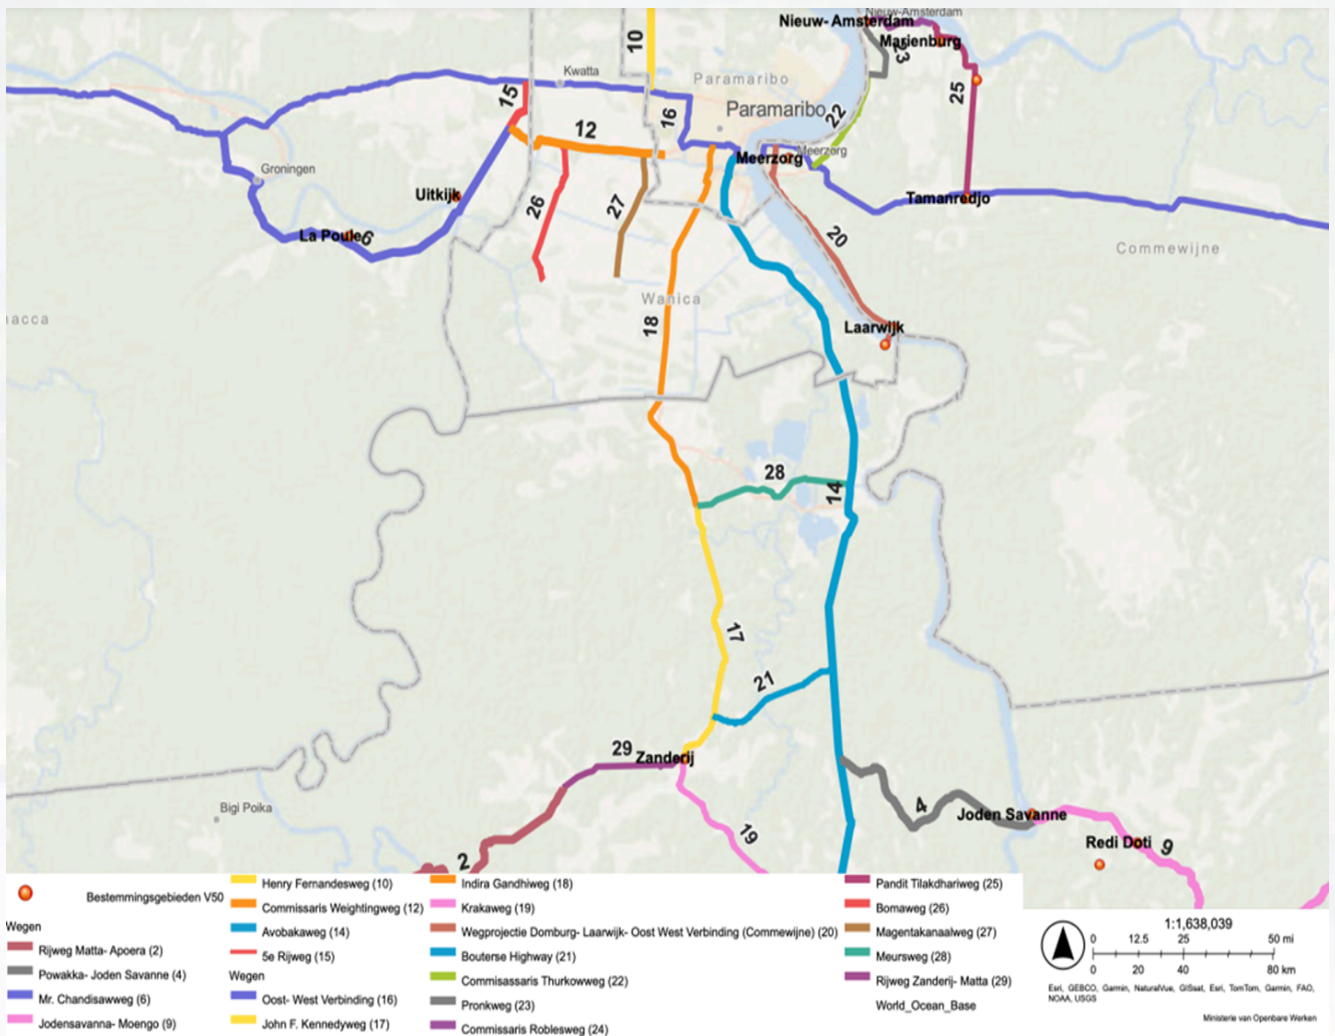 Nieuw-Amsterdam
Nieuw- Amsterdam
Marienburg
10
23
Kwatta
Paramaribo
25
15
Paramaribo
16
22
12
Meerzorg
Meerzorg
Groningen
Uitkijk
26
27
Tamanredjo
La Poule
6
20
Commewijne
Wanica
acca
18
Laarwijk
28
14
17
21
29
Zanderij
Bigi Poika
4
Joden Savanne
19
Redi Doti
9
2
Bestemmingsgebieden V50
Wegen
Rijweg Matta- Apoera (2)
Powakka- Joden Savanne (4)
Mr. Chandisawweg (6)
Jodensavanna- Moengo (9)
Henry Fernandesweg (10)
Commissaris Weightingweg (12)
Avobakaweg (14)
5e Rijweg (15)
Wegen
Oost- West Verbinding (16)
John F. Kennedyweg (17)
Indira Gandhiweg (18)
Krakaweg (19)
Wegprojectie Domburg- Laarwijk- Oost West Verbinding (Commewijne) (20)
Bouterse Highway (21)
Commisassaris Thurkowweg (22)
Pronkweg (23)
Commissaris Roblesweg (24)
Pandit Tilakdhariweg (25)
Bomaweg (26)
Magentakanaalweg (27)
Meursweg (28)
Rijweg Zanderij- Matta (29)
World_Ocean_Base
1:1,638,039
0 12.5 25 50 mi
0 20 40 80 km
Esri, GEBCO, Garmin, NaturalVue, GISsat, Esri, TomTom, Garmin, FAO,
NOAA, USGS
Ministerie van Openbare Werken